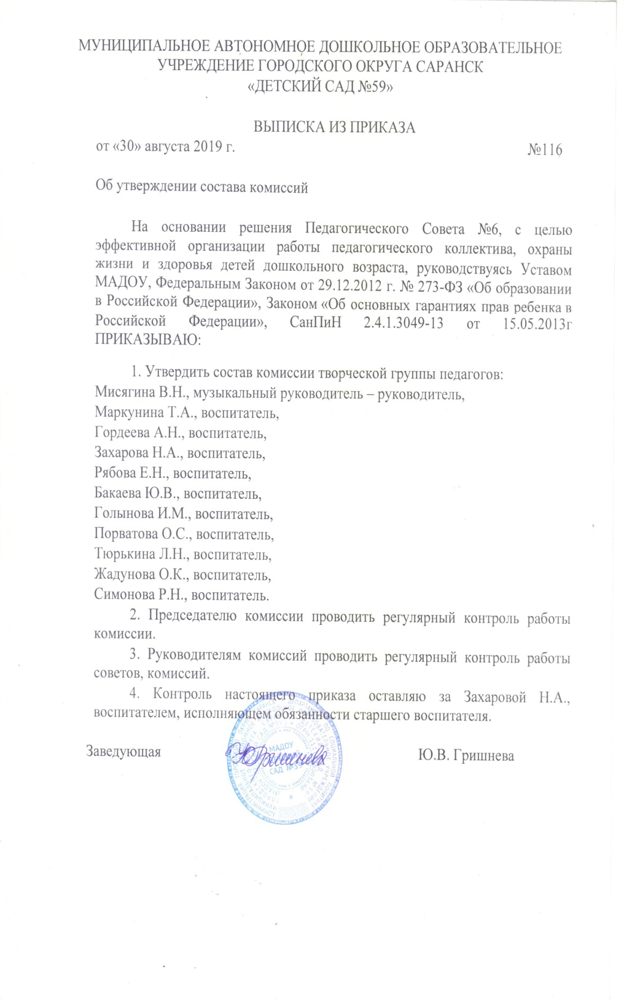 МУНИЦИПАЛЬНОЕ АВТОНОМНОЕ ДОШКОЛЬНОЕ ОБРАЗОВАТЕЛЬНОЕ
УЧРЕЖДЕНИЕ ГОРОДСКОГО ОКРУГА САРАНСК
«ДЕТСКИЙ САД №59»
ВЫПИСКА ИЗ ПРИКАЗА
от «30» августа 2019 г. №116
Об утверждении состава комиссий
На основании решения Педагогического Совета №6, с целью
эффективной организации работы педагогического коллектива, охраны
жизни и здоровья детей дошкольного возраста, руководствуясь Уставом
МАДОУ, Федеральным Законом от 29.12.2012 г. № 273-ФЗ «Об образовании
в Российской Федерации», Законом «Об основных гарантиях прав ребенка в
Российской Федерации», СанПиН 2.4.1.3049-13 от 15.05.2013г
ПРИКАЗЫВАЮ:
1. Утвердить состав комиссии творческой группы педагогов:
Мисягина В.Н., музыкальный руководитель – руководитель,
Маркунина Т.А., воспитатель,
Гордеева А.Н., воспитатель,
Захарова Н.А., воспитатель,
Рябова Е.Н., воспитатель,
Бакаева Ю.В., воспитатель,
Голынова И.М., воспитатель,
Порватова О.С., воспитатель,
Тюрькина Л.Н., воспитатель,
Жадунова О.К., воспитатель,
Симонова Р.Н., воспитатель.
2. Председателю комиссии проводить регулярный контроль работы
комиссии.
3. Руководителям комиссий проводить регулярный контроль работы
советов, комиссий.
4. Контроль настоящего приказа оставляю за Захаровой Н.А.,
воспитателем, исполняющем обязанности старшего воспитателя.
Заведующая Ю.В. Гришнева
МАДОУ
САД №59